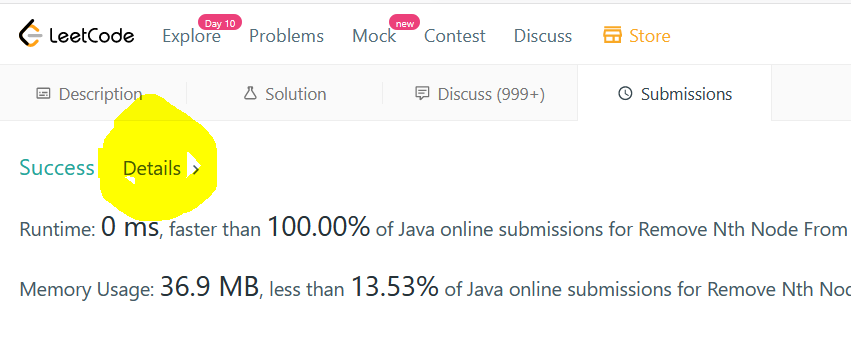 LeetCode Explore Day 10 Problems Mock new Contest Discuss Store
Description Solution Discuss (999+) Submissions
Success Details >
Runtime: 0 ms, faster than 100.00% of Java online submissions for Remove Nth Node From
Memory Usage: 36.9 MB, less than 13.53% of Java online submissions for Remove Nth